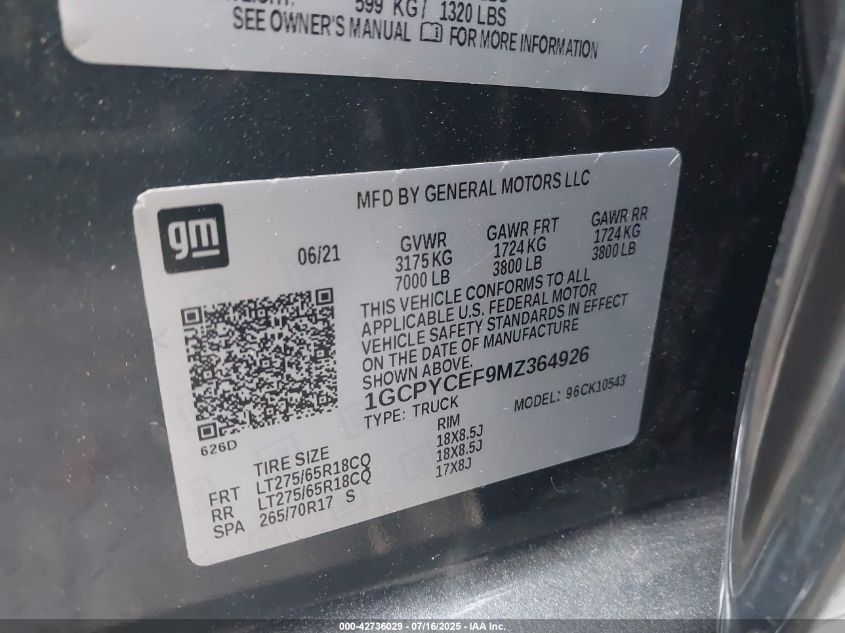 599 KG/ 1320 LBS
SEE OWNER'S MANUAL FOR MORE INFORMATION
MFD BY GENERAL MOTORS LLC
gm
06/21
GVWR GAWR FRT GAWR RR
3175 KG 1724 KG 1724 KG
7000 LB 3800 LB 3800 LB
THIS VEHICLE CONFORMS TO ALL
APPLICABLE U.S. FEDERAL MOTOR
VEHICLE SAFETY STANDARDS IN EFFECT
ON THE DATE OF MANUFACTURE
SHOWN ABOVE.
1GCPYCEF9MZ364926
TYPE: TRUCK MODEL: 96CK10543
626D
TIRE SIZE RIM
FRT LT275/65R18CQ 18X8.5J
RR LT275/65R18CQ 18X8.5J
SPA 265/70R17 S 17X8J
000-42736029 - 07/16/2025 - IAA Inc.